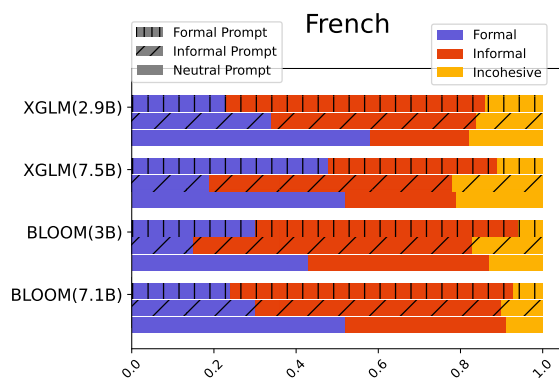 French
Formal Prompt
Informal Prompt
Neutral Prompt
Formal
Informal
Incohesive
XGLM(2.9B)
XGLM(7.5B)
BLOOM(3B)
BLOOM(7.1B)
0.0 0.2 0.4 0.6 0.8 1.0